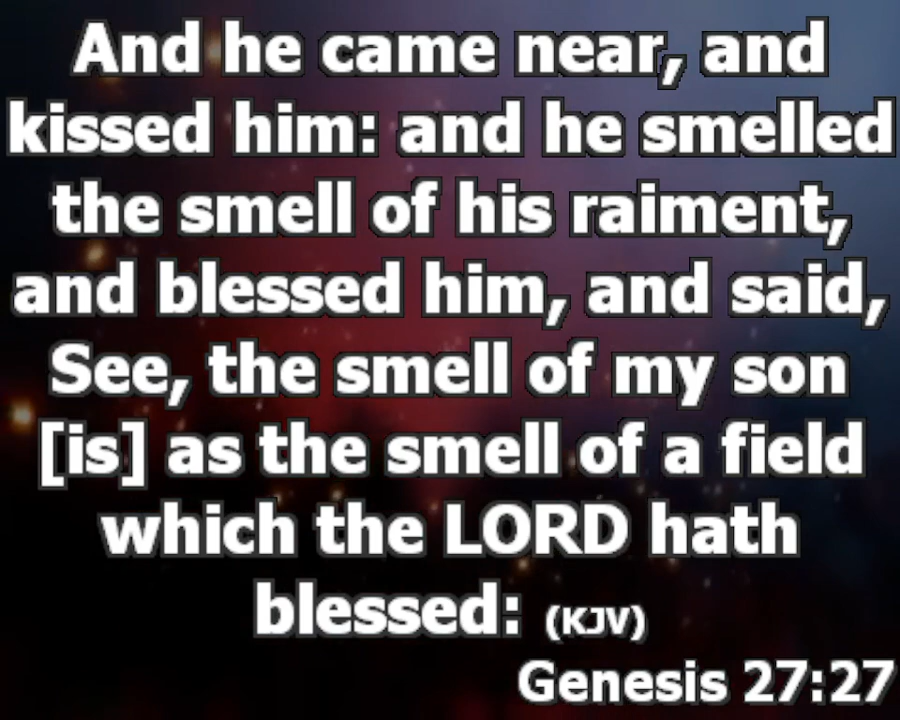 And he came near, and
kissed him: and he smelled
the smell of his raiment,
and blessed him, and said,
See, the smell of my son
[is] as the smell of a field
which the LORD hath
blessed: (KJV)
Genesis 27:27